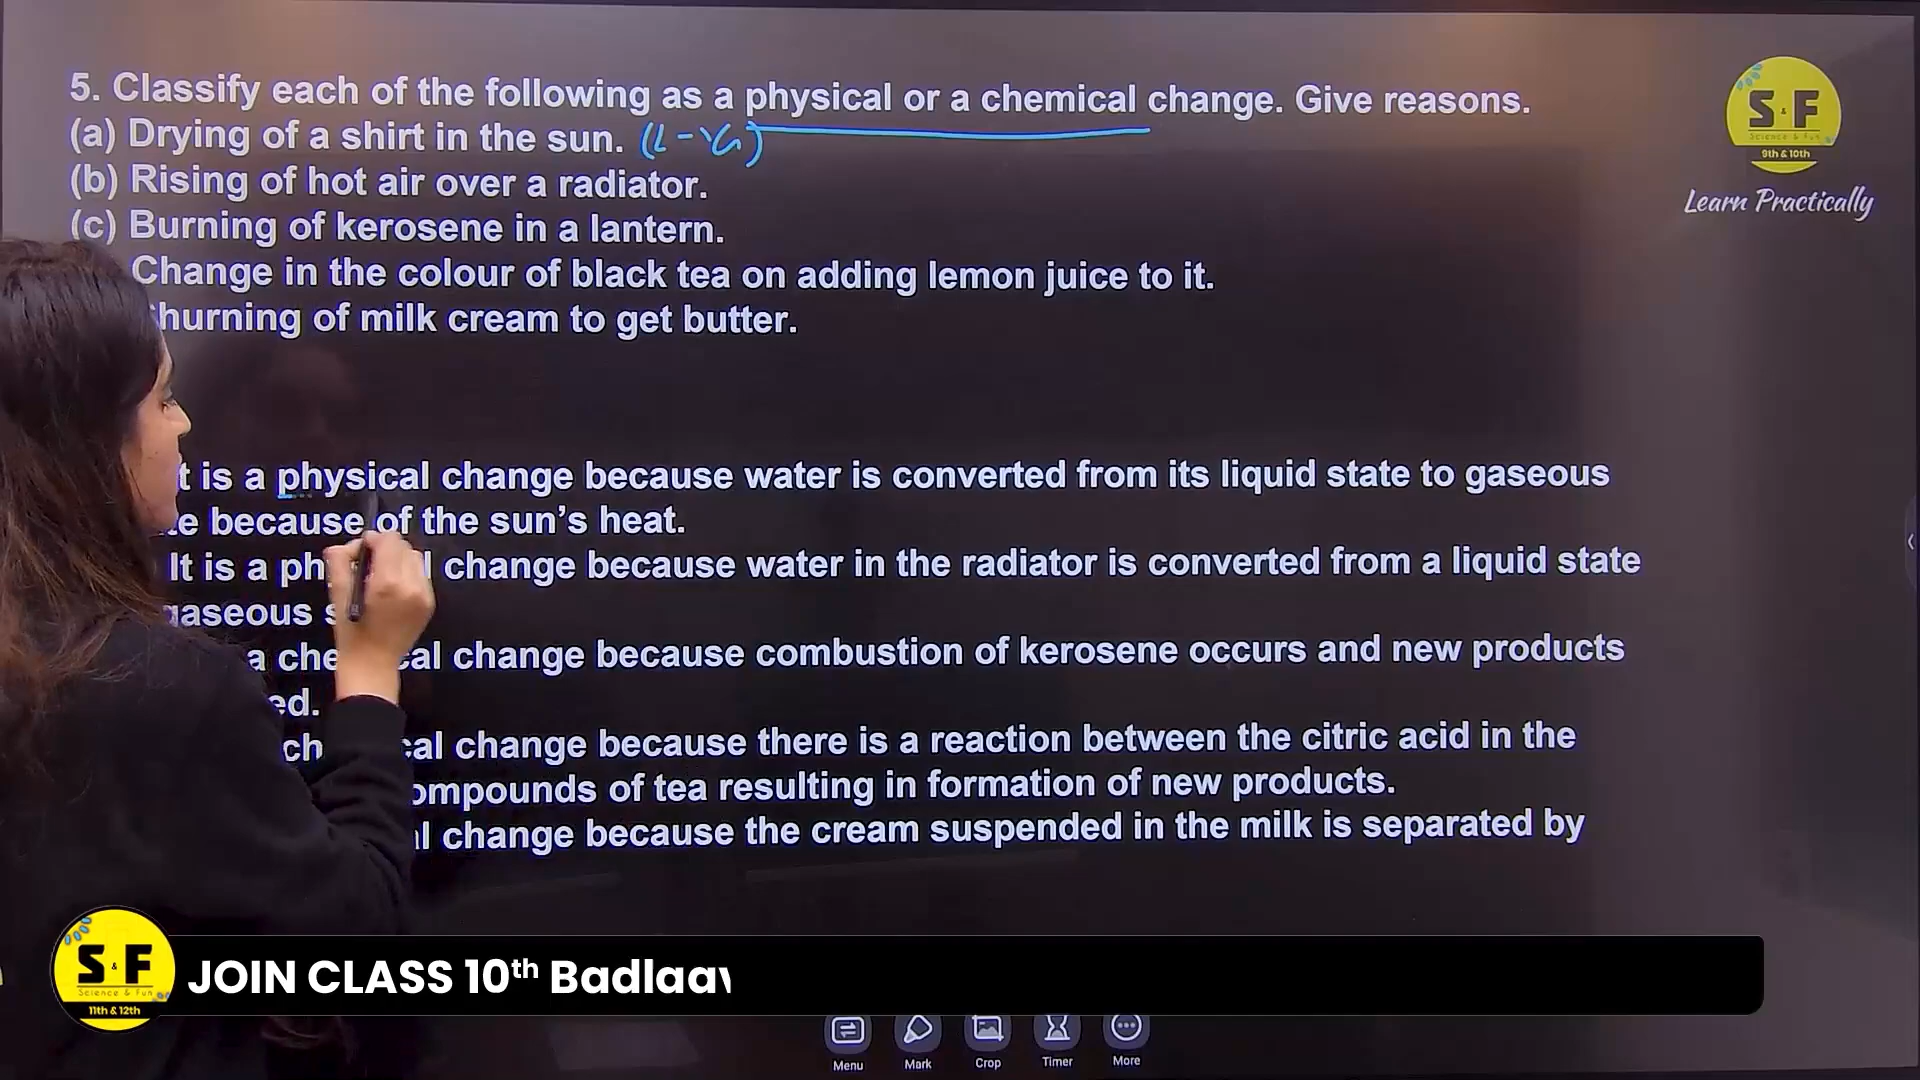 5. Classify each of the following as a physical or a chemical change. Give reasons.
(a) Drying of a shirt in the sun. (L-G)
(b) Rising of hot air over a radiator.
(c) Burning of kerosene in a lantern.
Change in the colour of black tea on adding lemon juice to it.
hurning of milk cream to get butter.
S&F
Science & Fun
9th & 10th
Learn Practically
t is a physical change because water is converted from its liquid state to gaseous
because of the sun's heat.
It is a change because water in the radiator is converted from a liquid state
gaseous
a change because combustion of kerosene occurs and new products
ed.
change because there is a reaction between the citric acid in the
ompounds of tea resulting in formation of new products.
change because the cream suspended in the milk is separated by
S&F
Science & Fun
11th & 12th
JOIN CLASS 10th Badlaav
Menu Mark Crop Timer More